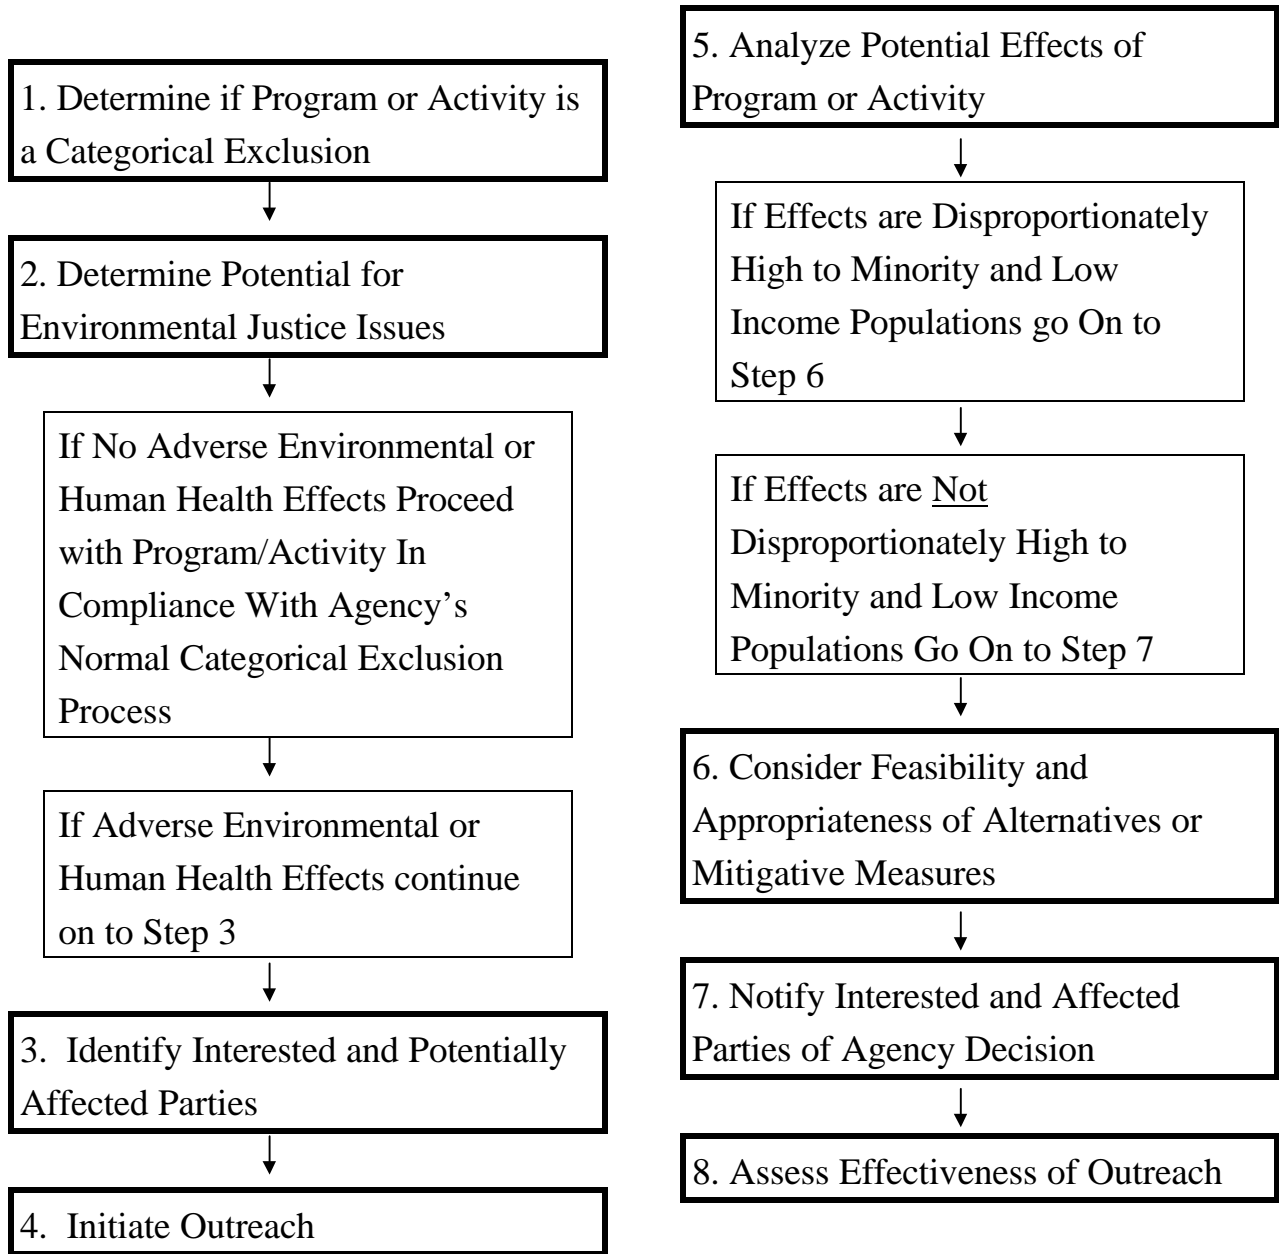 1. Determine if Program or Activity is
a Categorical Exclusion
2. Determine Potential for
Environmental Justice Issues
If No Adverse Environmental or
Human Health Effects Proceed
with Program/Activity In
Compliance With Agency’s
Normal Categorical Exclusion
Process
If Adverse Environmental or
Human Health Effects continue
on to Step 3
3.  Identify Interested and Potentially
Affected Parties
4.  Initiate Outreach
5. Analyze Potential Effects of
Program or Activity
If Effects are Disproportionately
High to Minority and Low
Income Populations go On to
Step 6
If Effects are Not
Disproportionately High to
Minority and Low Income
Populations Go On to Step 7
6. Consider Feasibility and
Appropriateness of Alternatives or
Mitigative Measures
7. Notify Interested and Affected
Parties of Agency Decision
8. Assess Effectiveness of Outreach